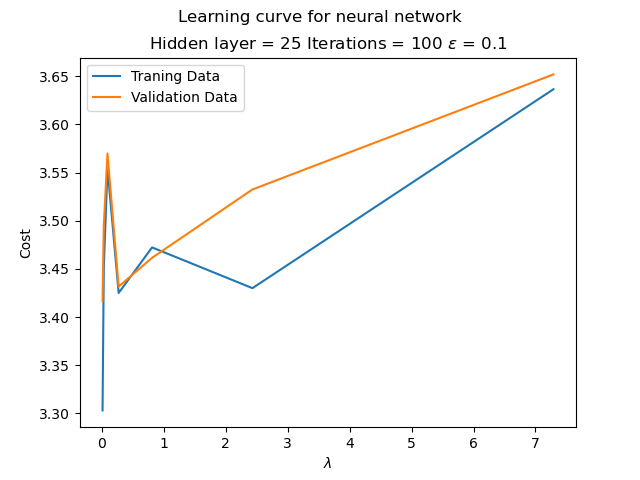 Learning curve for neural network
Hidden layer = 25 Iterations = 100 ε = 0.1
Traning Data
Validation Data
3.65
3.60
3.55
3.50
3.45
3.40
3.35
3.30
Cost
0 1 2 3 4 5 6 7
λ